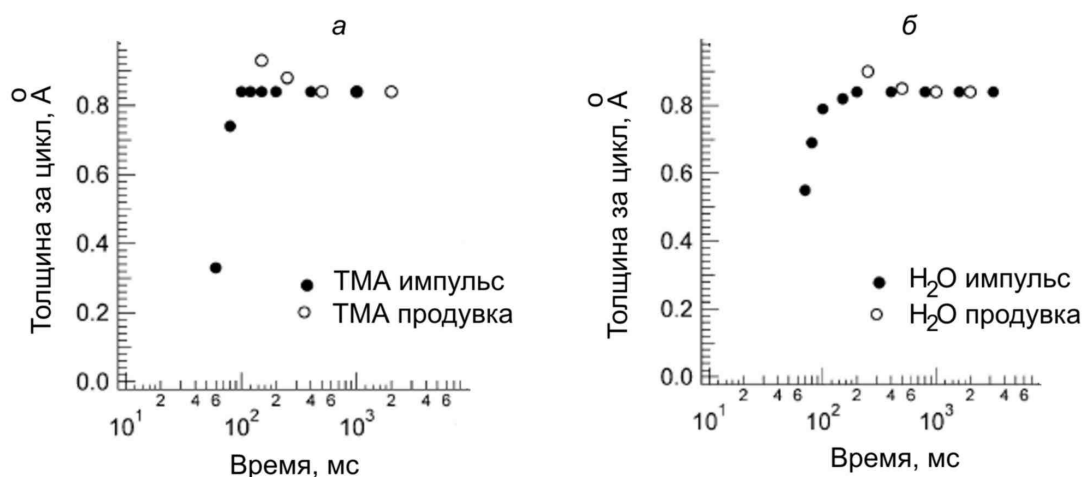 а
Толщина за цикл, Å
0.8
0.6
0.4
0.2
0.0
ТМА импульс
ТМА продувка
10¹
4 6
10²
2 4 6
10³
2 4 6
Время, мс
б
Толщина за цикл, Å
0.8
0.6
0.4
0.2
0.0
H₂O импульс
H₂O продувка
10¹
2 4 6
10²
2 4 6
10³
2 4 6
Время, мс